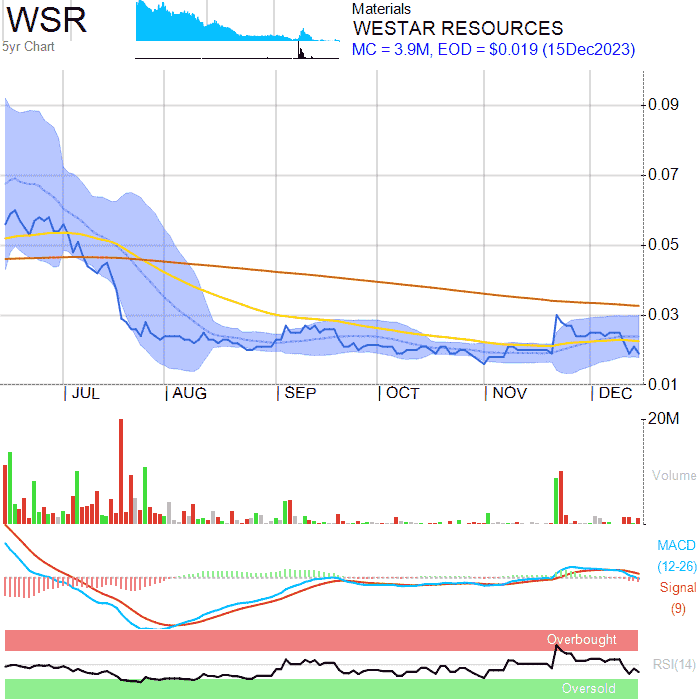 WSR
5yr Chart
Materials
WESTAR RESOURCES
MC = 3.9M, EOD = $0.019 (15Dec2023)
0.09
0.07
0.05
0.03
0.01
JUL AUG SEP OCT NOV DEC
20M
Volume
MACD
(12-26)
Signal
(9)
Overbought
RSI(14)
Oversold